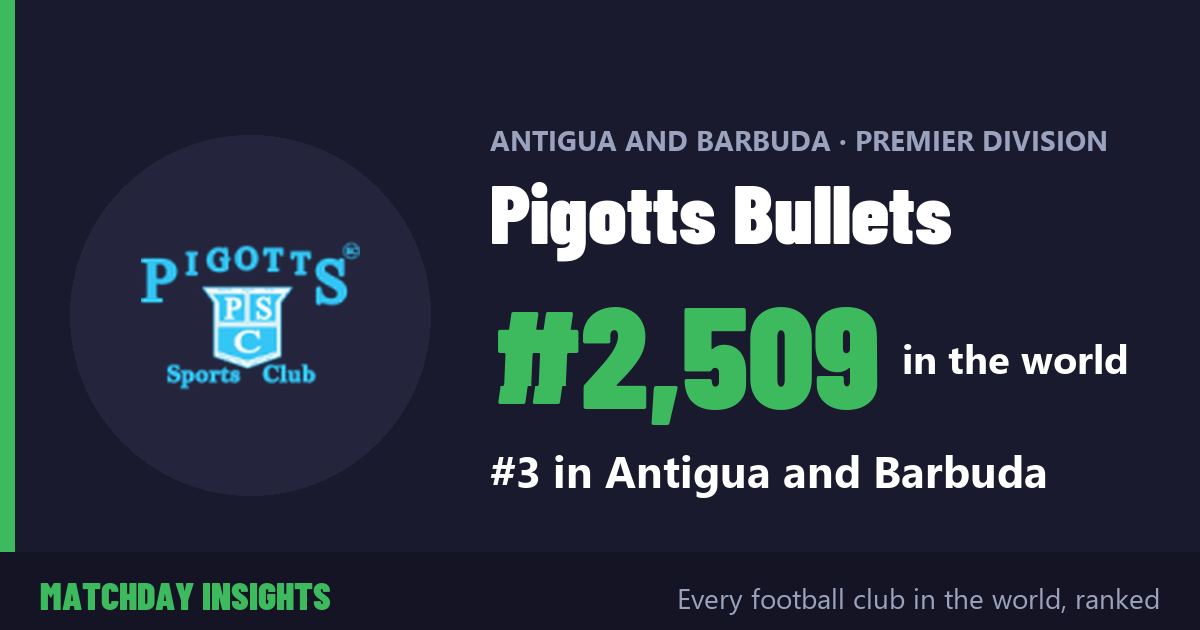 ANTIGUA AND BARBUDA · PREMIER DIVISION
Pigotts Bullets
#2,509 in the world
#3 in Antigua and Barbuda
PIGOTTS
PS
C
Sports Club
MATCHDAY INSIGHTS
Every football club in the world, ranked